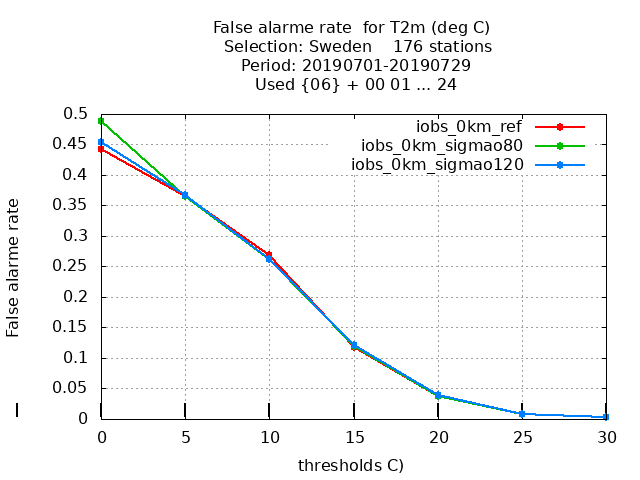 False alarme rate  for T2m (deg C)
Selection: Sweden    176 stations
Period: 20190701-20190729
Used {06} + 00 01 ... 24
0.5
0.45
0.4
0.35
0.3
0.25
0.2
0.15
0.1
0.05
0
False alarme rate
iobs_0km_ref
iobs_0km_sigmao80
iobs_0km_sigmao120
0 5 10 15 20 25 30
thresholds C)